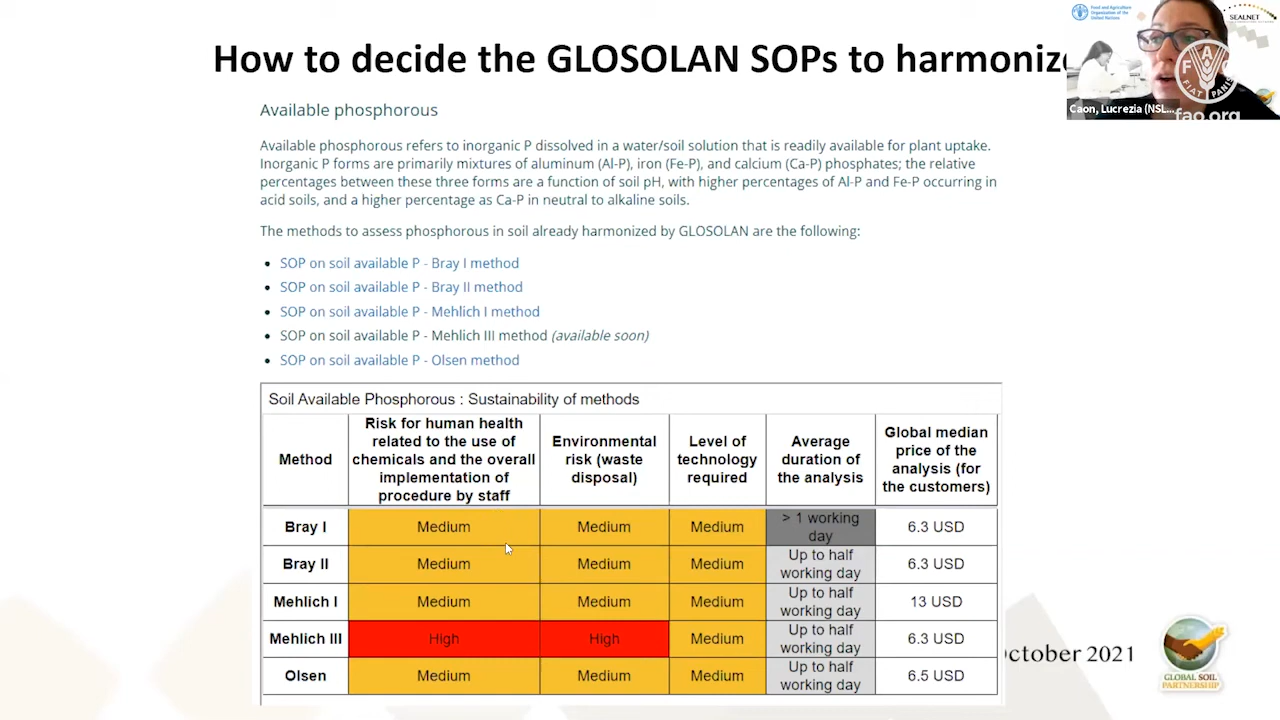 How to decide the GLOSOLAN SOPs to harmoniz
Food and Agriculture
Organization of the
United Nations
SEALNET
Caon, Lucrezia (NSL...
F A O
FIAT PANIS
fao.org
Available phosphorous
Available phosphorous refers to inorganic P dissolved in a water/soil solution that is readily available for plant uptake.
Inorganic P forms are primarily mixtures of aluminum (Al-P), iron (Fe-P), and calcium (Ca-P) phosphates; the relative
percentages between these three forms are a function of soil pH, with higher percentages of Al-P and Fe-P occurring in
acid soils, and a higher percentage as Ca-P in neutral to alkaline soils.
The methods to assess phosphorous in soil already harmonized by GLOSOLAN are the following:
• SOP on soil available P - Bray I method
• SOP on soil available P - Bray II method
• SOP on soil available P - Mehlich I method
• SOP on soil available P - Mehlich III method (available soon)
• SOP on soil available P - Olsen method
Soil Available Phosphorous : Sustainability of methods
Method
Risk for human health
related to the use of
chemicals and the overall
implementation of
procedure by staff
Environmental
risk (waste
disposal)
Level of
technology
required
Average
duration of
the analysis
Global median
price of the
analysis (for
the customers)
Bray I Medium Medium Medium > 1 working
day 6.3 USD
Bray II Medium Medium Medium Up to half
working day 6.3 USD
Mehlich I Medium Medium Medium Up to half
working day 13 USD
Mehlich III High High Medium Up to half
working day 6.3 USD
Olsen Medium Medium Medium Up to half
working day 6.5 USD
October 2021
GLOBAL SOIL
PARTNERSHIP